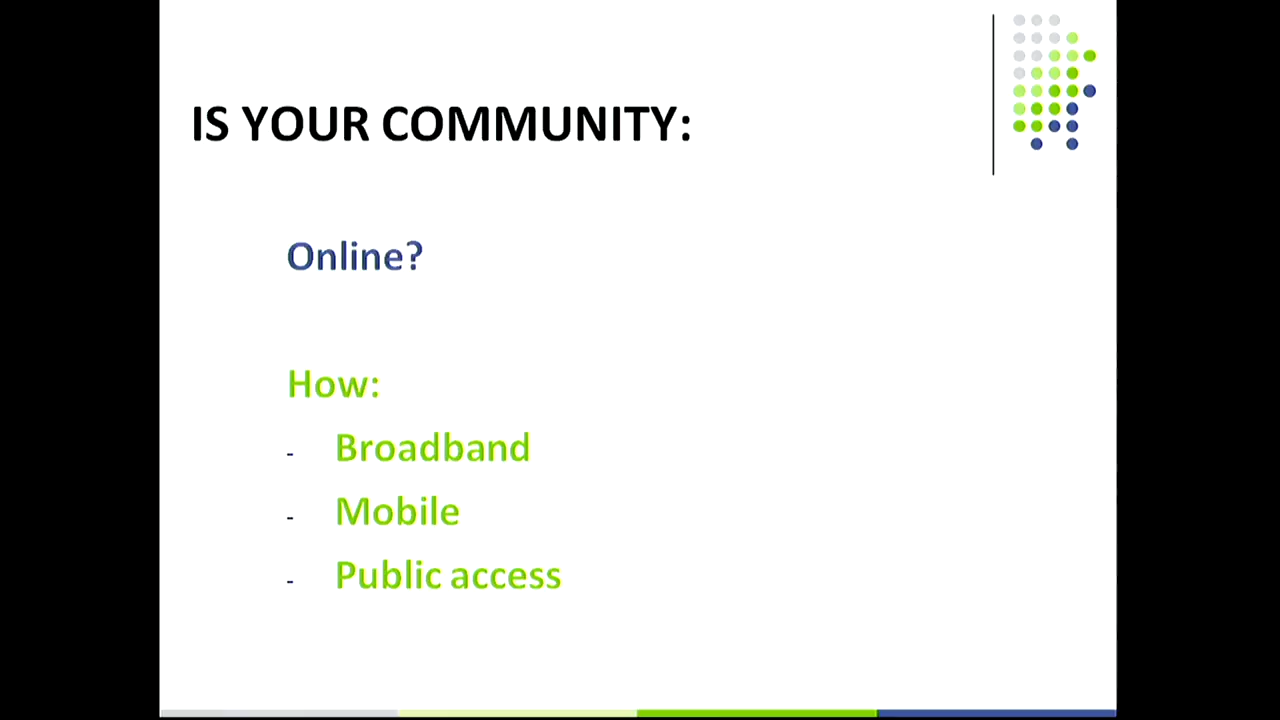 IS YOUR COMMUNITY:
Online?
How:
- Broadband
- Mobile
- Public access